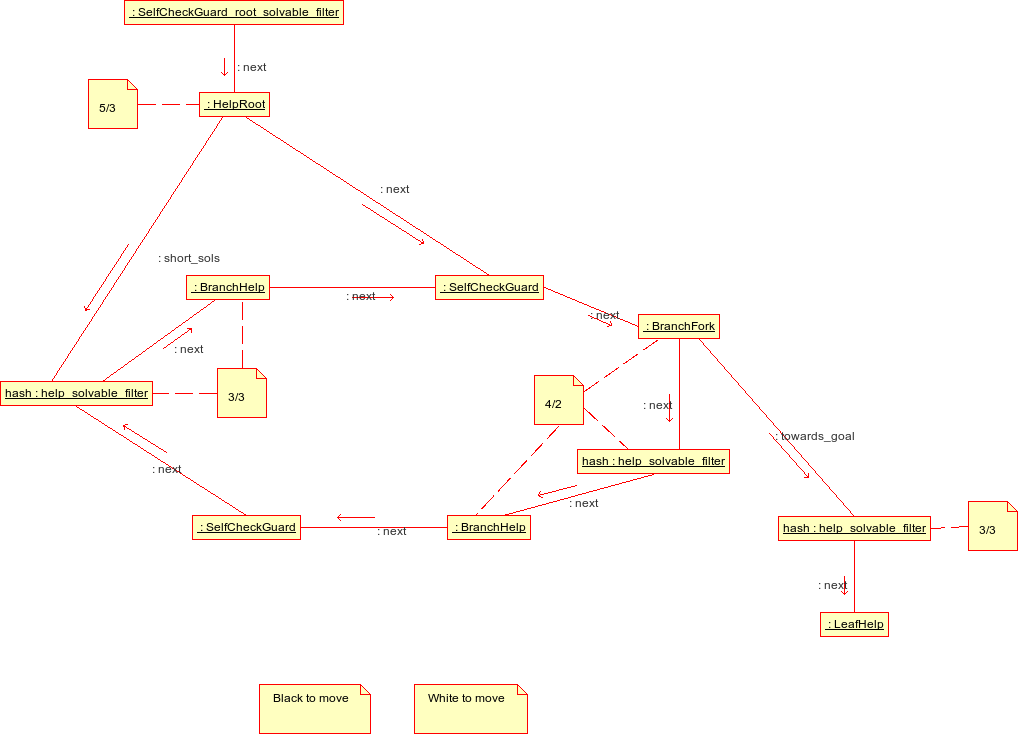 : SelfCheckGuard_root_solvable_filter
: next
5/3
: HelpRoot
: next
: short_sols
: BranchHelp
: next
: SelfCheckGuard
: next
: BranchFork
: next
hash : help_solvable_filter
3/3
4/2
: next
: towards_goal
hash : help_solvable_filter
: next
: next
: SelfCheckGuard
: next
: BranchHelp
hash : help_solvable_filter
3/3
: next
: LeafHelp
Black to move
White to move